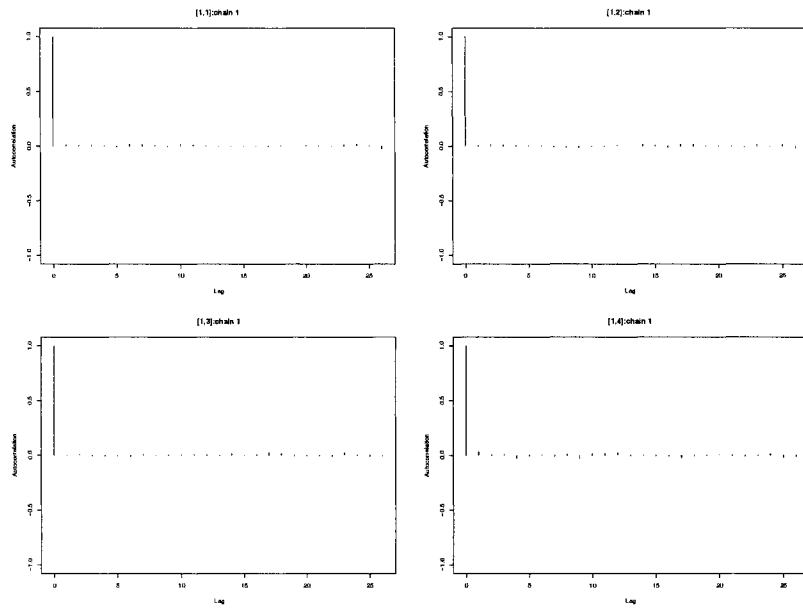 [1,1]:chain 1
[1,2]:chain 1
Autocorrelation
1.0
0.5
0.0
-0.5
-1.0
0 5 10 15 20 25
Lag
Autocorrelation
1.0
0.5
0.0
-0.5
-1.0
0 5 10 15 20 25
Lag
[1,3]:chain 1
[1,4]:chain 1
Autocorrelation
1.0
0.5
0.0
-0.5
-1.0
0 5 10 15 20 25
Lag
Autocorrelation
1.0
0.5
0.0
-0.5
-1.0
0 5 10 15 20 25
Lag